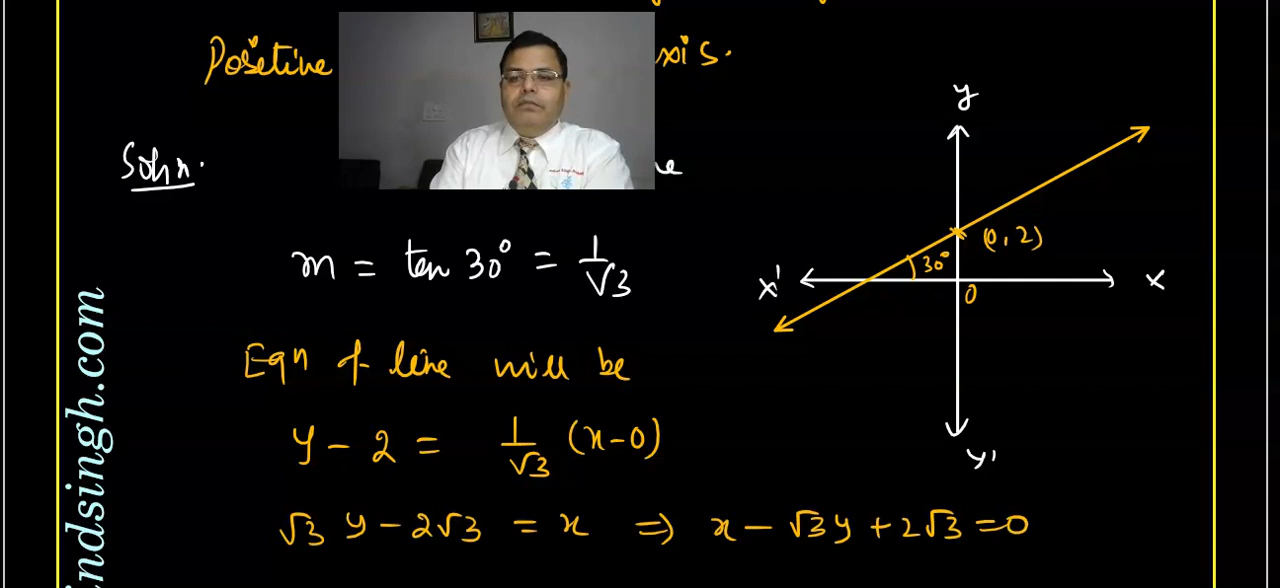 Positive xis.
Soln.
m = tan 30° = 1/√3
Eqn of line will be
y - 2 = 1/√3 (x-0)
√3 y - 2√3 = x ⇒ x - √3y + 2√3 = 0
y
(0, 2)
30°
x'
0
x
y'
ndsingh.com